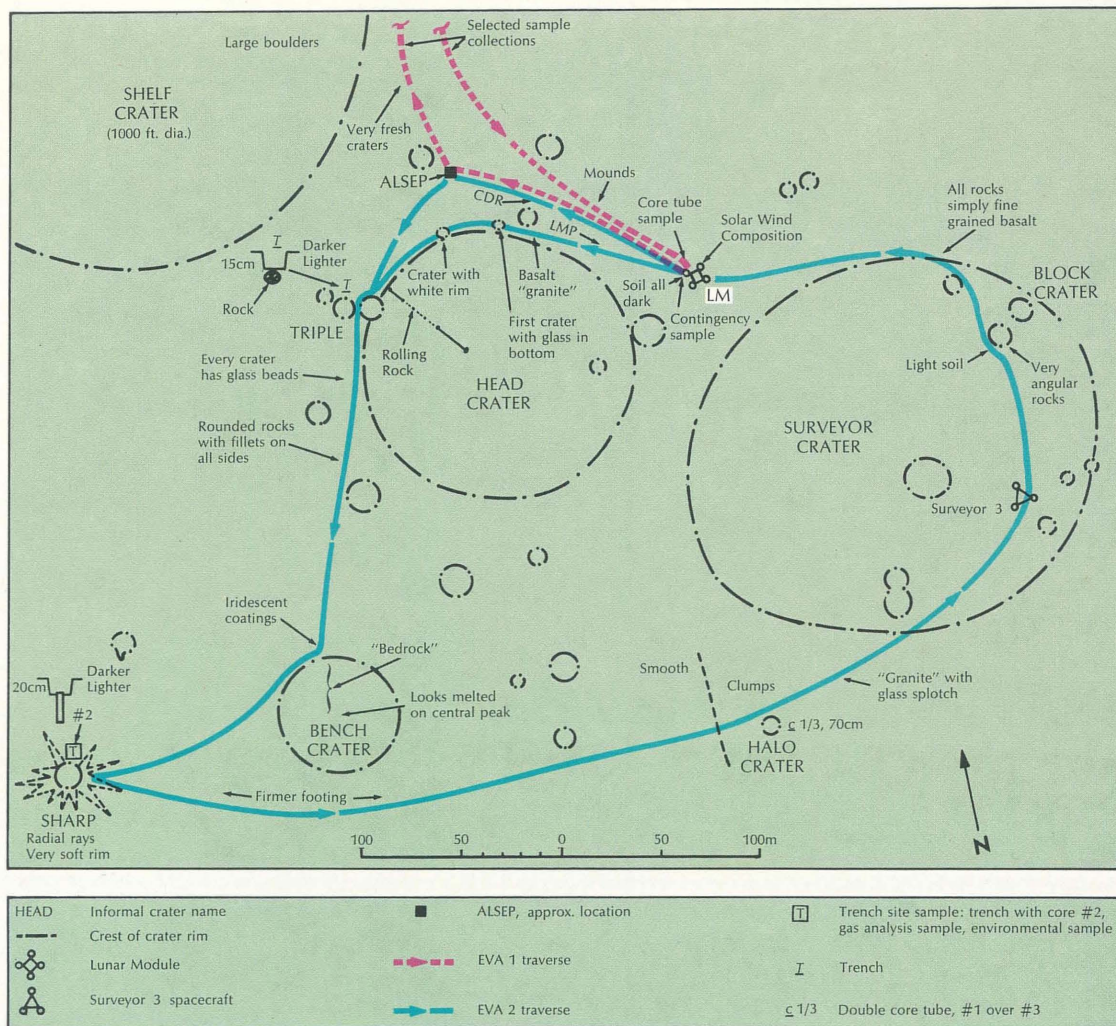 Large boulders
Selected sample
collections
SHELF
CRATER
(1000 ft. dia.)
Very fresh
craters
ALSEP
CDR
LMP
Mounds
Core tube
sample
Solar Wind
Composition
All rocks
simply fine
grained basalt
T
Darker
Lighter
15cm
Rock
T
TRIPLE
Crater with
white rim
Basalt
"granite"
Soil all
dark
LM
Contingency
sample
BLOCK
CRATER
First crater
with glass in
bottom
Rolling
Rock
Every crater
has glass beads
HEAD
CRATER
Light soil
Very
angular
rocks
Rounded rocks
with fillets on
all sides
SURVEYOR
CRATER
Surveyor 3
Iridescent
coatings
"Bedrock"
Looks melted
on central peak
BENCH
CRATER
Darker
Lighter
20cm
#2
T
Smooth
Clumps
"Granite" with
glass splotch
c 1/3, 70cm
HALO
CRATER
Firmer footing
SHARP
Radial rays
Very soft rim
100 50 0 50 100m
N
HEAD Informal crater name
Crest of crater rim
Lunar Module
Surveyor 3 spacecraft
ALSEP, approx. location
EVA 1 traverse
EVA 2 traverse
T Trench site sample: trench with core #2,
gas analysis sample, environmental sample
T Trench
c 1/3 Double core tube, #1 over #3